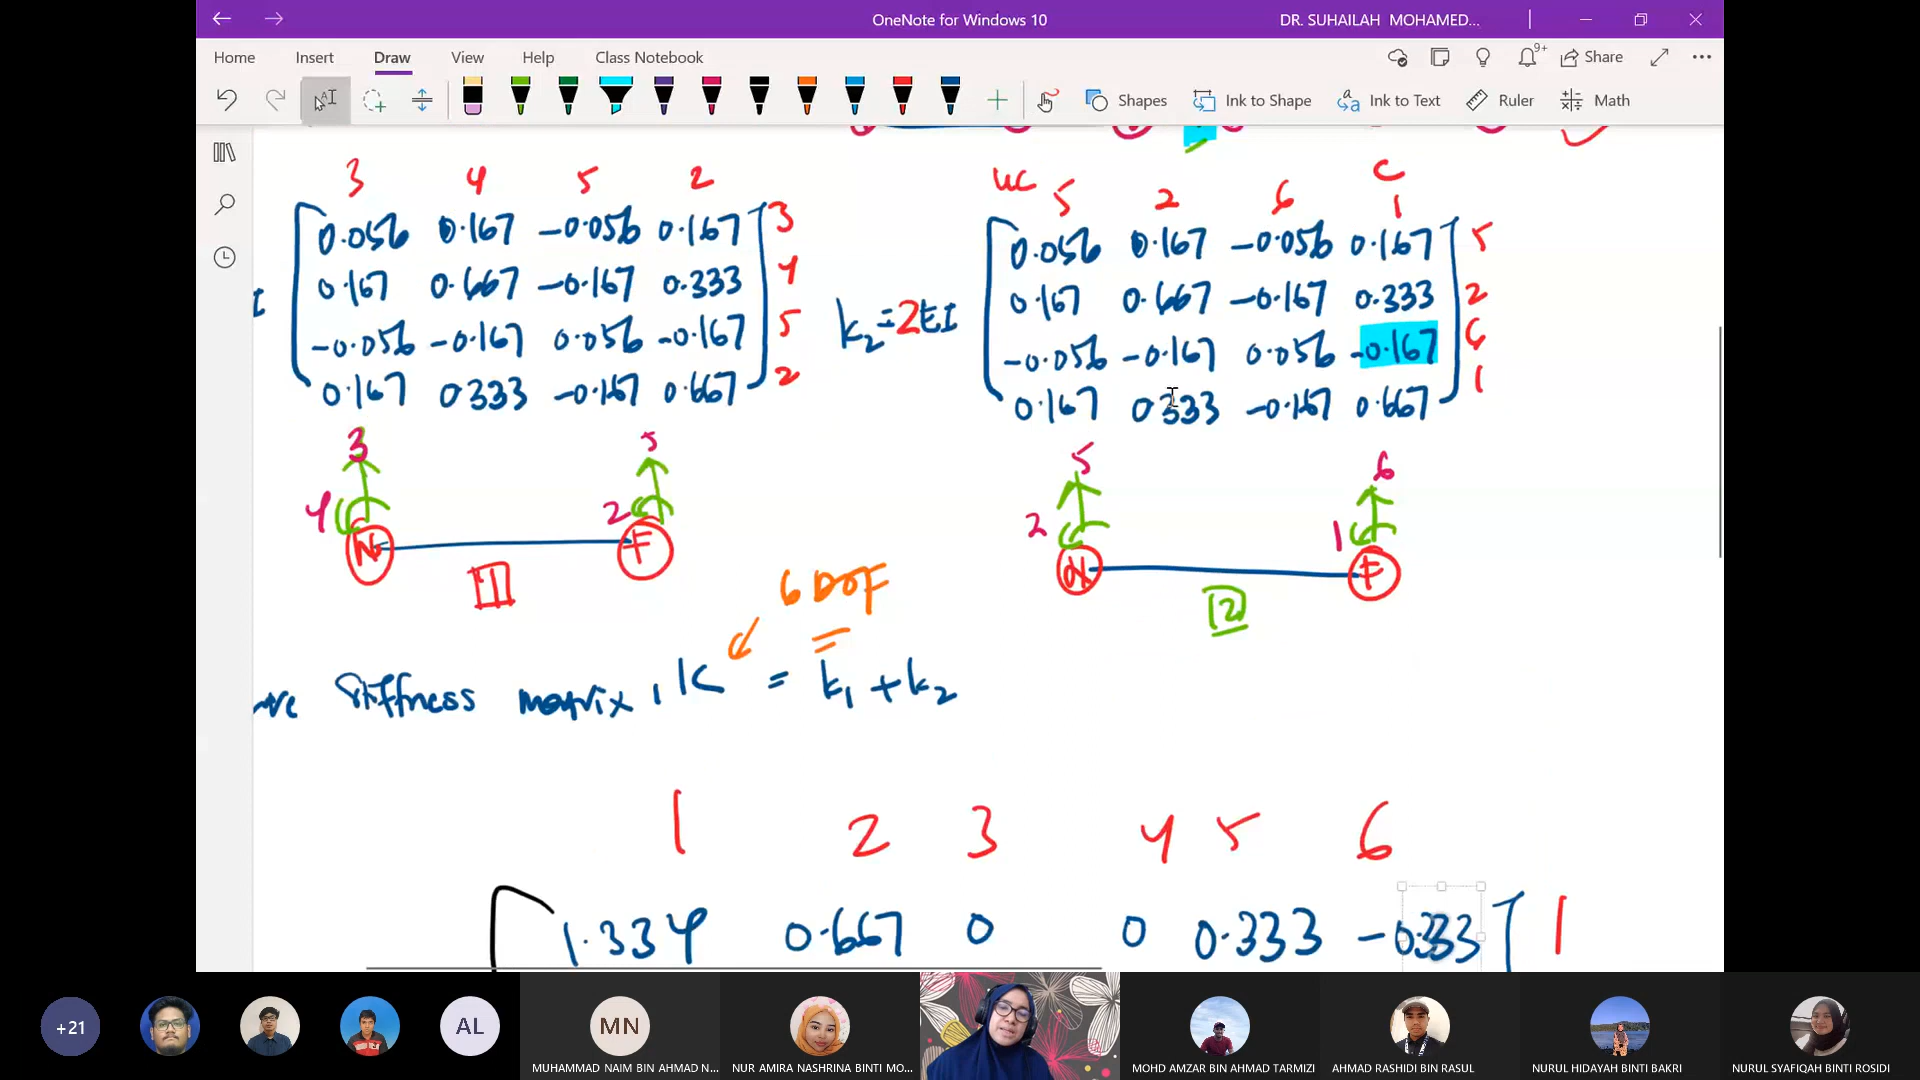 OneNote for Windows 10
DR. SUHAILAH MOHAMED...
Home Insert Draw View Help Class Notebook
9+ Share
Shapes Ink to Shape Ink to Text Ruler Math
3 4 5 2
UC C
5 2 6 1
0.056 0.167 -0.056 0.167 3
0.167 0.667 -0.167 0.333 4
-0.056 -0.167 0.056 -0.167 5
0.167 0.333 -0.167 0.667 2
k2 = 2EI
0.056 0.167 -0.056 0.167 5
0.167 0.667 -0.167 0.333 2
-0.056 -0.167 0.056 -0.167 6
0.167 0.333 -0.167 0.667 1
3 5
4 2
N F
1
5 6
2 1
N F
2
6 DOF
Stiffness matrix, K = k1 + k2
1 2 3 4 5 6
1.334 0.667 0 0 0.333 -0.333 1
+21
AL
MN
MUHAMMAD NAIM BIN AHMAD N...
NUR AMIRA NASHRINA BINTI MO...
MOHD AMZAR BIN AHMAD TARMIZI
AHMAD RASHIDI BIN RASUL
NURUL HIDAYAH BINTI BAKRI
NURUL SYAFIQAH BINTI ROSIDI